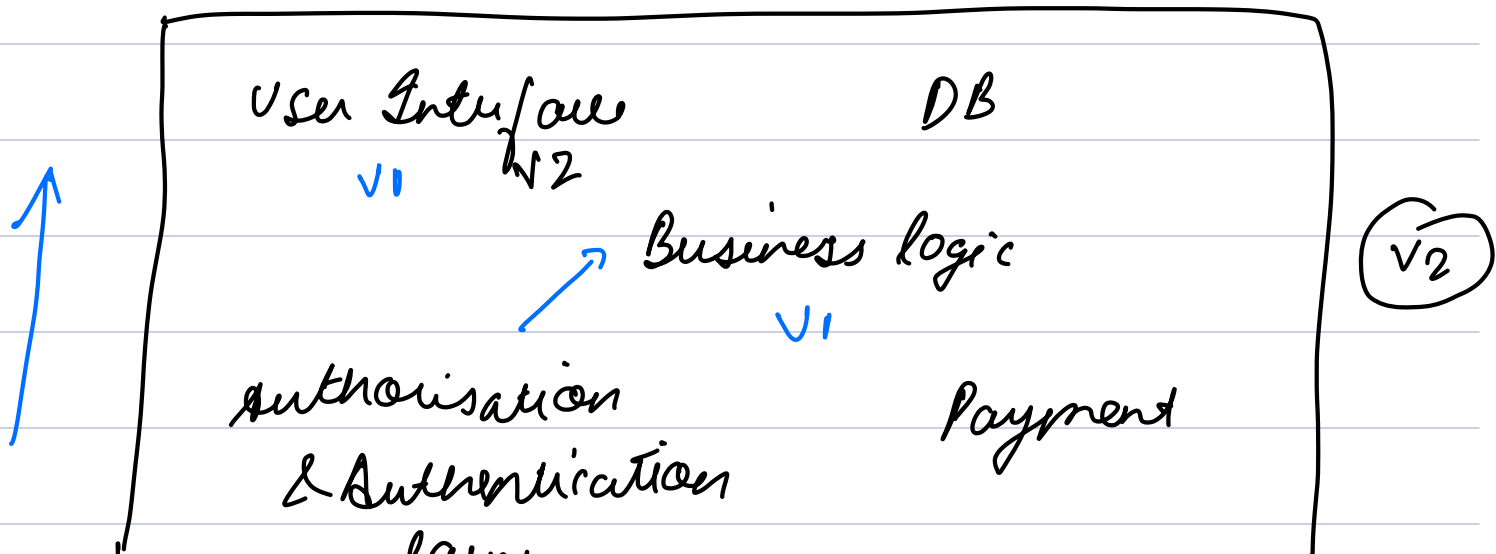 User Interface DB
V1 V2
Business logic
V2
V1
Authorisation Payment
& Authentication